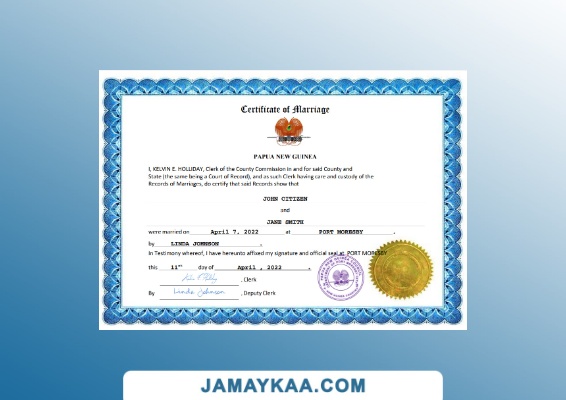 Certificate of Marriage
PAPUA NEW GUINEA
I, KELVIN E. HOLLIDAY, Clerk of the County Commission in and for said County and
State (the same being a Court of Record), and as such Clerk having care and custody of the
Records of Marriages, do certify that said Records show that
JOHN CITIZEN
and
JANE SMITH
were married on April 7, 2022 at PORT MORESBY .
by LINDA JOHNSON .
In Testimony whereof, I have hereunto affixed my signature and official seal at PORT MORESBY
this 11ᵗʰ day of April , 2022 .
, Clerk
By Linda Johnson , Deputy Clerk
JAMAYKAA.COM